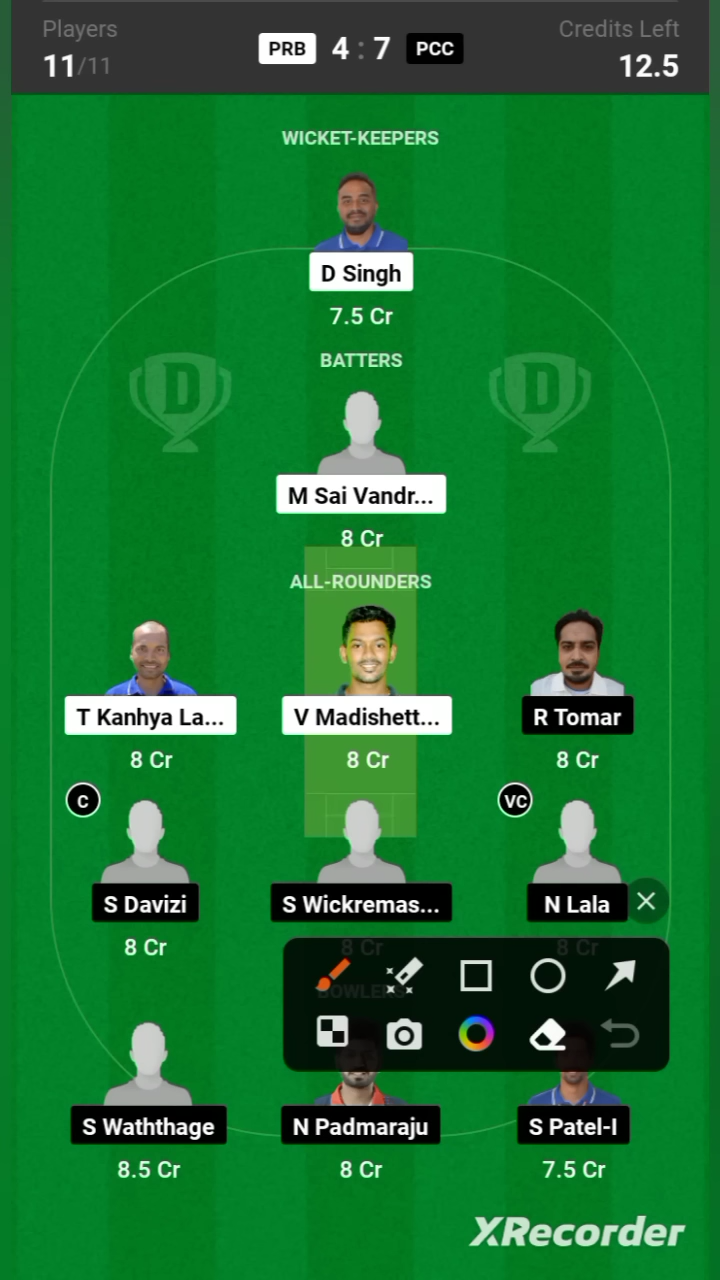 Players
Credits Left
11/11
PRB 4 : 7 PCC
12.5
WICKET-KEEPERS
D Singh
7.5 Cr
BATTERS
D
D
M Sai Vandr...
8 Cr
ALL-ROUNDERS
T Kanhya La...
V Madishett...
R Tomar
8 Cr
8 Cr
8 Cr
C
VC
S Davizi
S Wickremas...
N Lala
8 Cr
8 Cr
8 Cr
BOWLERS
S Waththage
N Padmaraju
S Patel-I
8.5 Cr
8 Cr
7.5 Cr
XRecorder